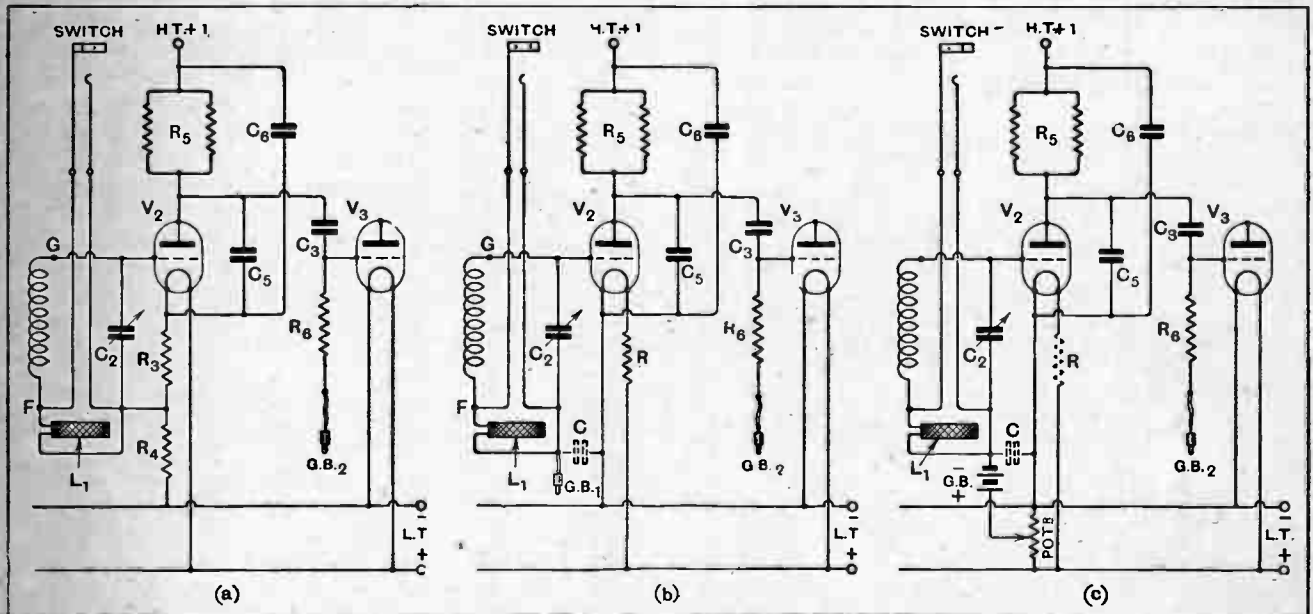 SWITCH H.T.+1
R5
C6
V2 V3
C3
G
C5
R6
C2
R3
F
R4
L1
G.B.2
(a)
SWITCH H.T.+1
R5
C6
V2 V3
C3
G
C5
R6
C2
R
F
C
L1
G.B.1
G.B.2
-
L.T
+
(b)
SWITCH H.T.+1
R5
C6
V2 V3
C3
C5
R6
C2
R
C
L1
-
G.B.
+
G.B.2
POTR
-
L.T.
+
(c)